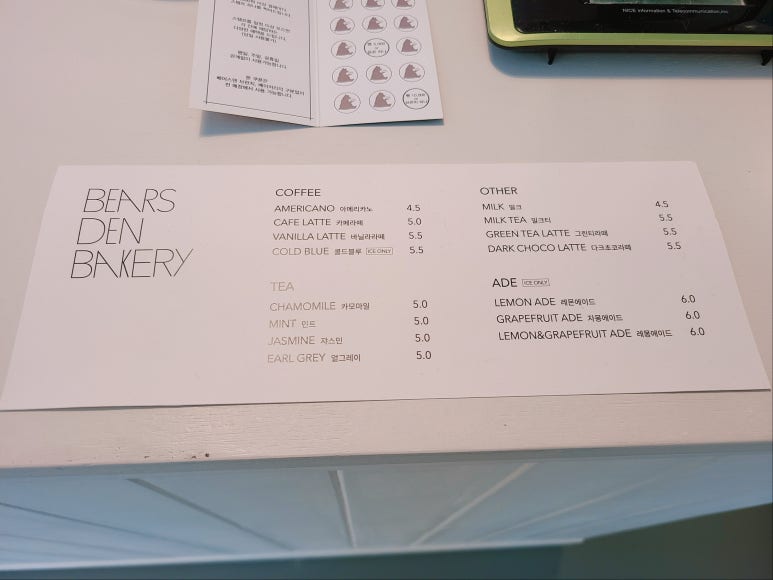 NICE Information & Telecommunication,Inc
BEARS
DEN
BAKERY
COFFEE
AMERICANO 아메리카노 4.5
CAFE LATTE 카페라떼 5.0
VANILLA LATTE 바닐라라떼 5.5
COLD BLUE 콜드블루 ICE ONLY 5.5
TEA
CHAMOMILE 카모마일 5.0
MINT 민트 5.0
JASMINE 자스민 5.0
EARL GREY 얼그레이 5.0
OTHER
MILK 밀크 4.5
MILK TEA 밀크티 5.5
GREEN TEA LATTE 그린티라떼 5.5
DARK CHOCO LATTE 다크초코라떼 5.5
ADE ICE ONLY
LEMON ADE 레몬에이드 6.0
GRAPEFRUIT ADE 자몽에이드 6.0
LEMON&GRAPEFRUIT ADE 레몽에이드 6.0